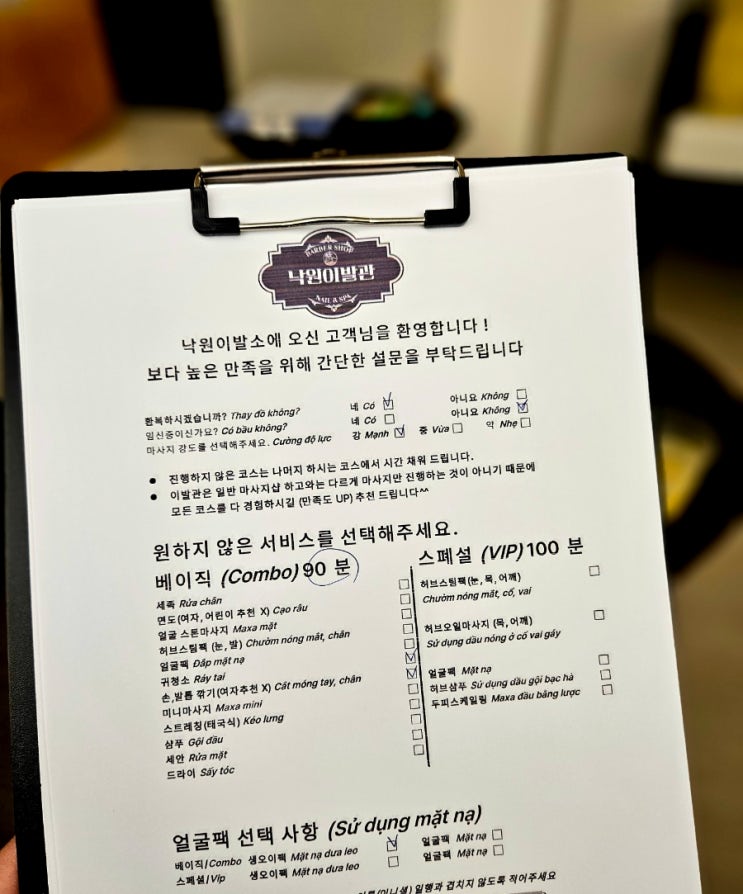 BARBER SHOP
낙원이발관
NAIL & SPA
낙원이발소에 오신 고객님을 환영합니다 !
보다 높은 만족을 위해 간단한 설문을 부탁드립니다
환복하시겠습니까? Thay đồ không? 네 Có 아니요 Không
임신중이신가요? Có bầu không? 네 Có 아니요 Không
마사지 강도를 선택해주세요. Cường độ lực 강 Mạnh 중 Vừa 약 Nhẹ
진행하지 않은 코스는 나머지 하시는 코스에서 시간 채워 드립니다.
이발관은 일반 마사지샵 하고와는 다르게 마사지만 진행하는 것이 아니기 때문에
모든 코스를 다 경험하시길 (만족도 UP) 추천 드립니다^^
원하지 않은 서비스를 선택해주세요.
베이직 (Combo) 90 분
세족 Rửa chân
면도(여자, 어린이 추천 X) Cạo râu
얼굴 스톤마사지 Maxa mặt
허브스팀팩 (눈, 발) Chườm nóng mắt, chân
얼굴팩 Đắp mặt nạ
귀청소 Ráy tai
손,발톱 깎기(여자추천 X) Cắt móng tay, chân
미니마사지 Maxa mini
스트레칭(태국식) Kéo lưng
샴푸 Gội đầu
세안 Rửa mặt
드라이 Sấy tóc
스페셜 (VIP) 100 분
허브스팀팩(눈, 목, 어깨)
Chườm nóng mắt, cổ, vai
허브오일마사지 (목, 어깨)
Sử dụng dầu nóng ở cổ vai gáy
얼굴팩 Mặt nạ
허브샴푸 Sử dụng dầu gội bạc hà
두피스케일링 Maxa đầu bằng lược
얼굴팩 선택 사항 (Sử dụng mặt nạ)
베이직/Combo 생오이팩 Mặt nạ dưa leo 얼굴팩 Mặt nạ
스페셜/Vip 생오이팩 Mặt nạ dưa leo 얼굴팩 Mặt nạ
일행과 겹치지 않도록 적어주세요